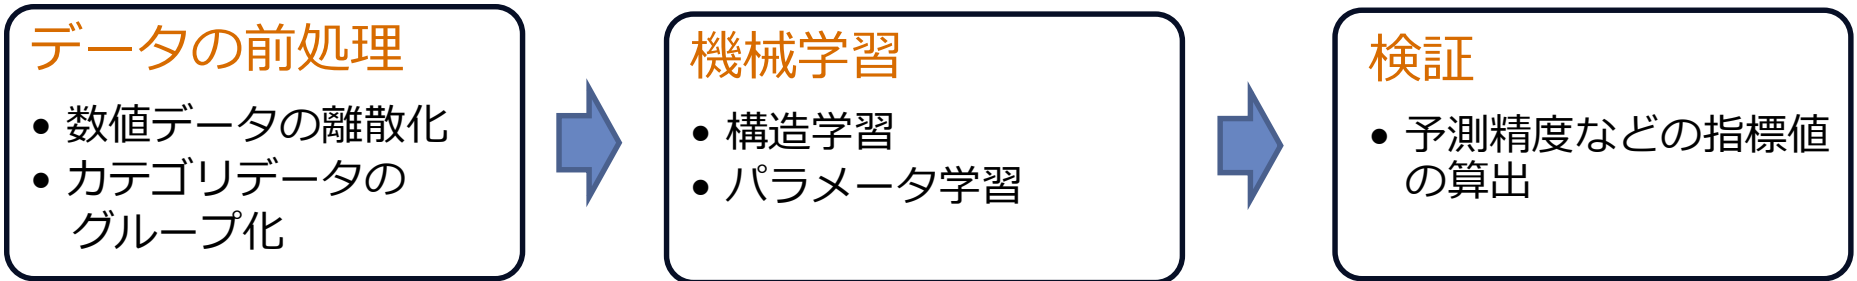 データの前処理
• 数値データの離散化
• カテゴリデータの
グループ化
機械学習
• 構造学習
• パラメータ学習
検証
• 予測精度などの指標値
の算出